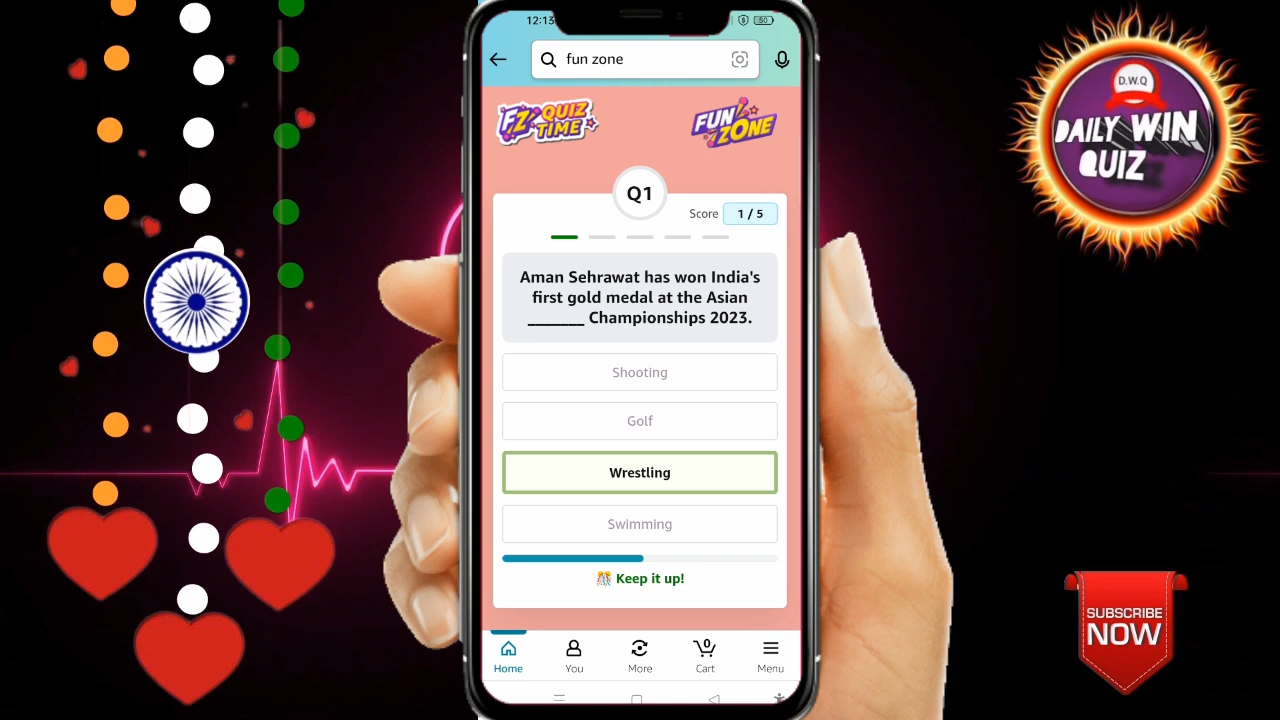 12:13
50
fun zone
FZ QUIZ TIME
FUN ZONE
Q1
Score 1 / 5
Aman Sehrawat has won India's
first gold medal at the Asian
_______ Championships 2023.
Shooting
Golf
Wrestling
Swimming
Keep it up!
0
Home You More Cart Menu
D.W.Q
DAILY WIN
QUIZ
SUBSCRIBE
NOW